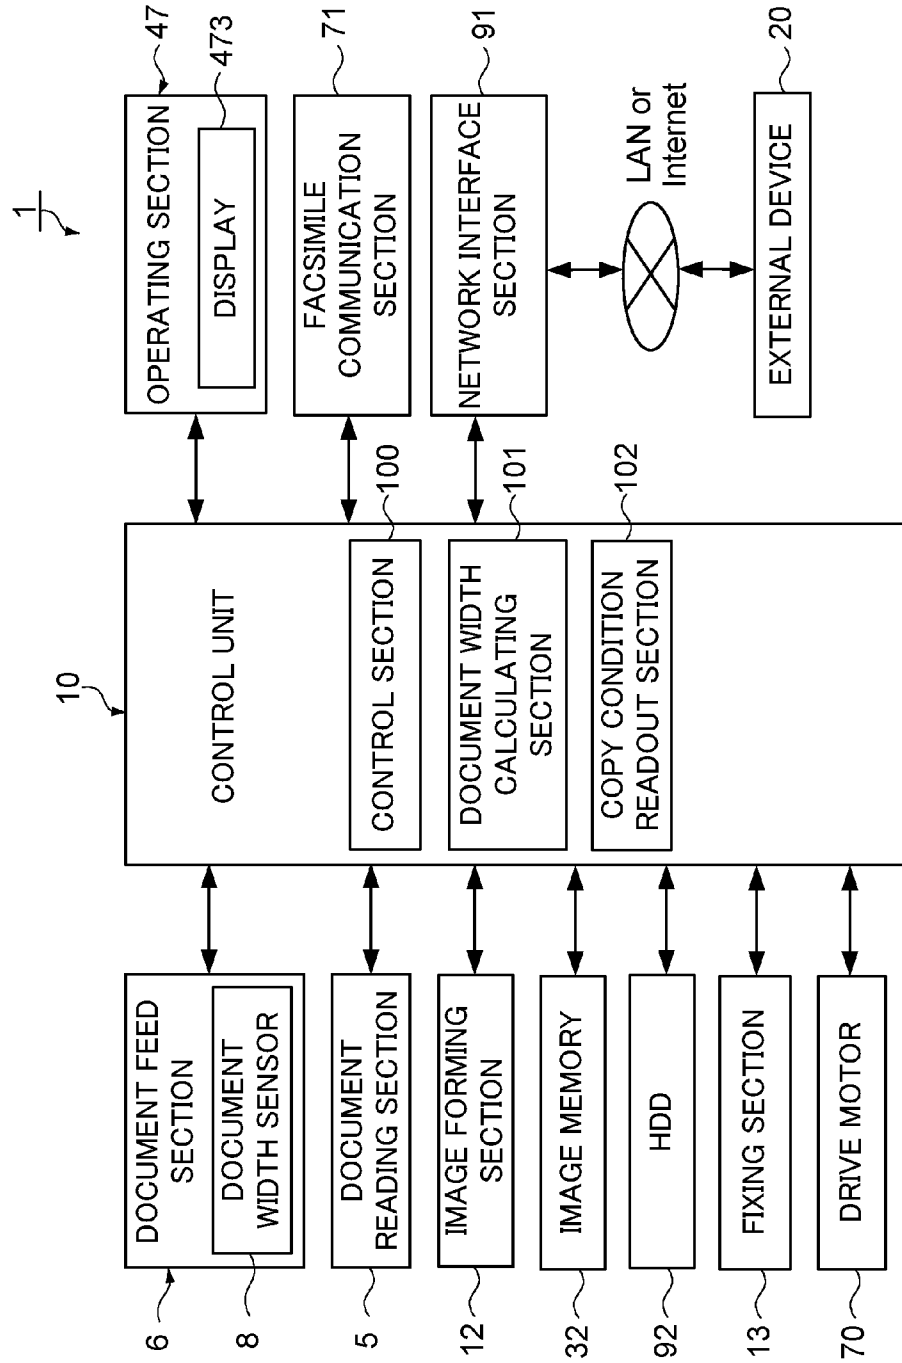 1
6
DOCUMENT FEED
SECTION
8
DOCUMENT
WIDTH SENSOR
5
DOCUMENT
READING SECTION
12
IMAGE FORMING
SECTION
32
IMAGE MEMORY
92
HDD
13
FIXING SECTION
70
DRIVE MOTOR
10
CONTROL UNIT
CONTROL SECTION
100
DOCUMENT WIDTH
CALCULATING
SECTION
101
COPY CONDITION
READOUT SECTION
102
OPERATING SECTION
47
DISPLAY
473
FACSIMILE
COMMUNICATION
SECTION
71
NETWORK INTERFACE
SECTION
91
LAN or
Internet
EXTERNAL DEVICE
20